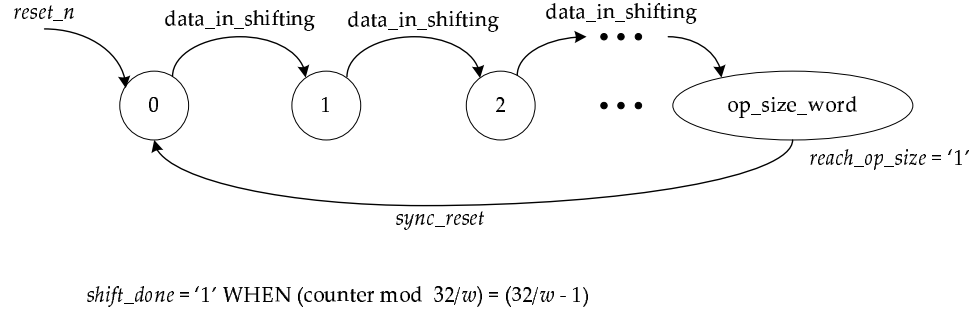 reset_n
data_in_shifting
data_in_shifting
data_in_shifting
0
1
2
op_size_word
reach_op_size = ‘1’
sync_reset
shift_done = ‘1’ WHEN (counter mod 32/w) = (32/w - 1)